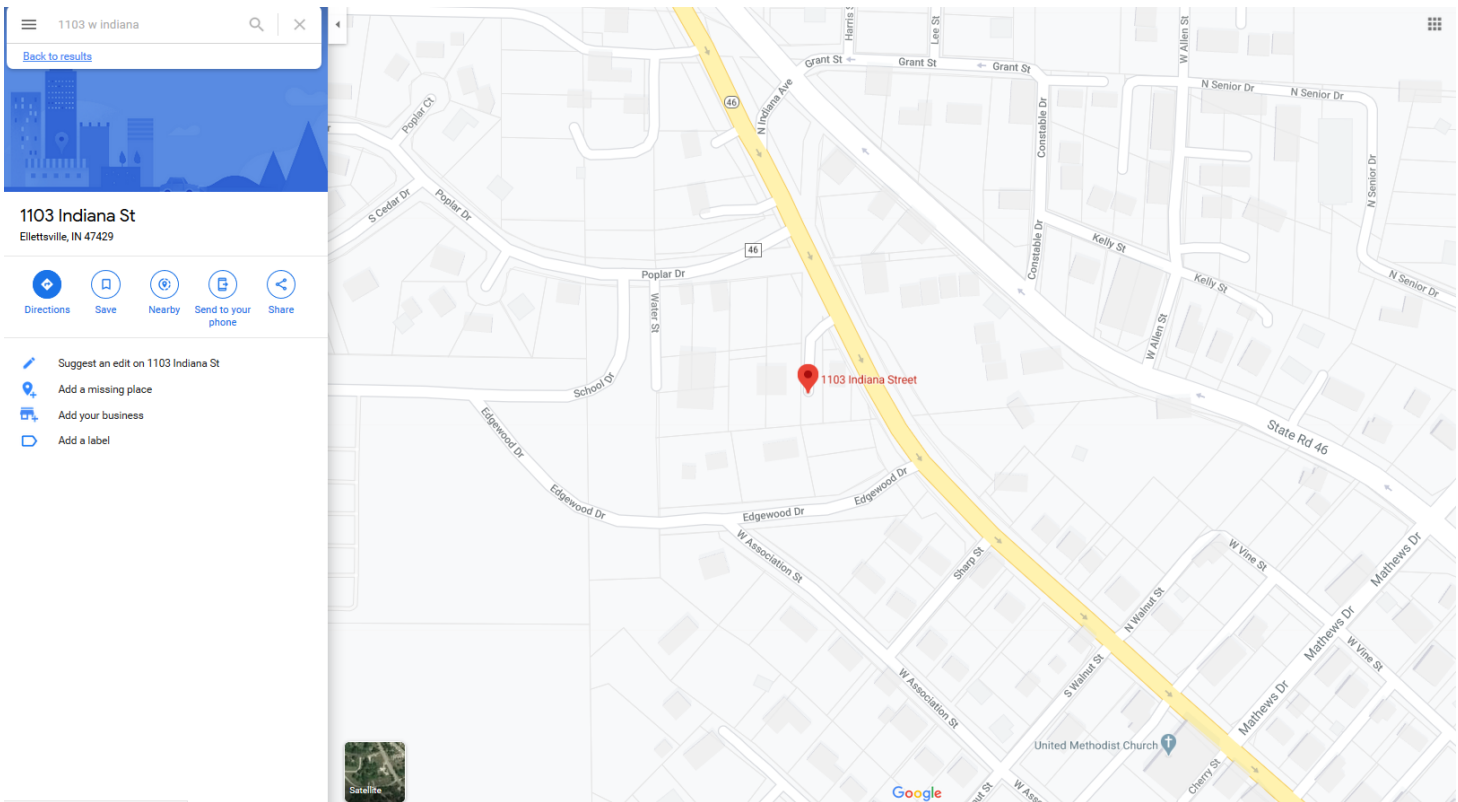 1103 w indiana
Back to results
1103 Indiana St
Ellettsville, IN 47429
Directions
Save
Nearby
Send to your
phone
Share
Suggest an edit on 1103 Indiana St
Add a missing place
Add your business
Add a label
Harris S
Lee St
W Allen St
Grant St
Grant St
Grant St
N Senior Dr
N Senior Dr
46
N Indiana Ave
Poplar Ct
Constable Dr
N Senior Dr
S Cedar Dr
Poplar Dr
Constable Dr
Kelly St
46
Poplar Dr
Kelly St
N Senior Dr
Water St
W Allen St
1103 Indiana Street
School Dr
Edgewood Dr
State Rd 46
Edgewood Dr
Edgewood Dr
Edgewood Dr
W Association St
Sharp St
W Vine St
Mathews Dr
N Walnut St
Mathews Dr
W Vine St
S Walnut St
W Association St
Mathews Dr
United Methodist Church
Cherry St
Satellite
Google
ut St
W Asso